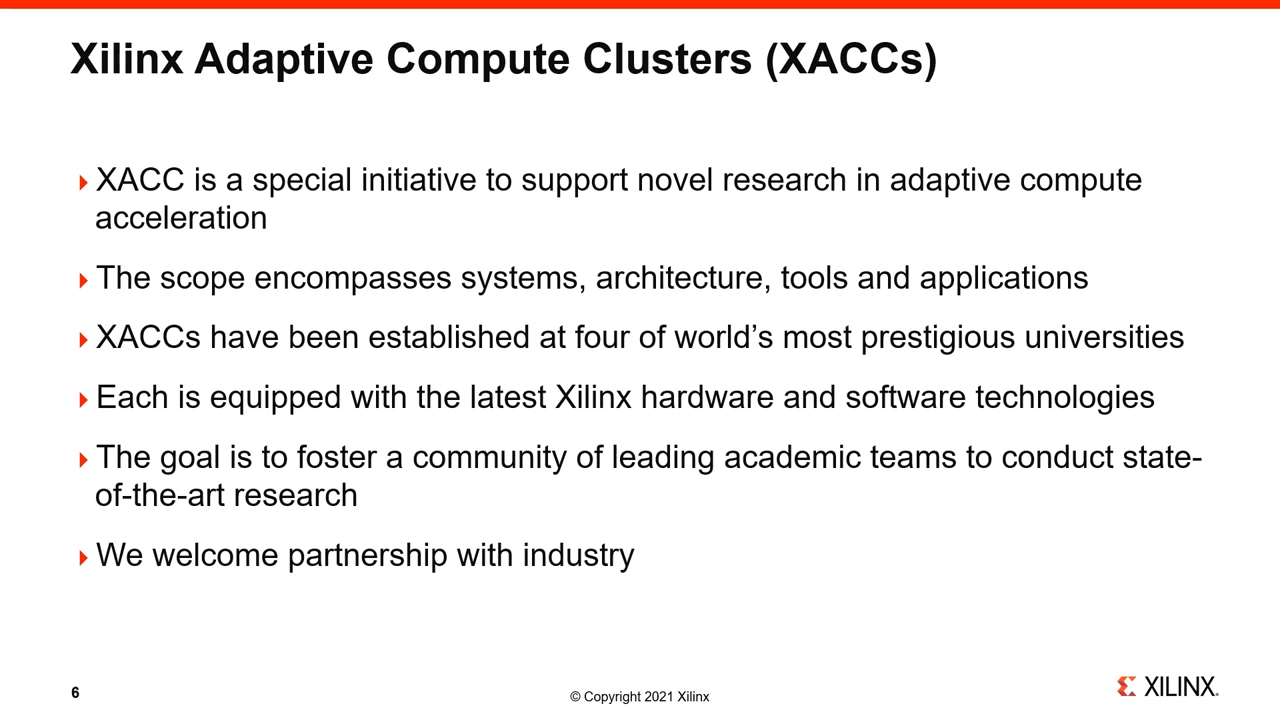 Xilinx Adaptive Compute Clusters (XACCs)
XACC is a special initiative to support novel research in adaptive compute
acceleration
The scope encompasses systems, architecture, tools and applications
XACCs have been established at four of world’s most prestigious universities
Each is equipped with the latest Xilinx hardware and software technologies
The goal is to foster a community of leading academic teams to conduct state-
of-the-art research
We welcome partnership with industry
6
© Copyright 2021 Xilinx
XILINX.